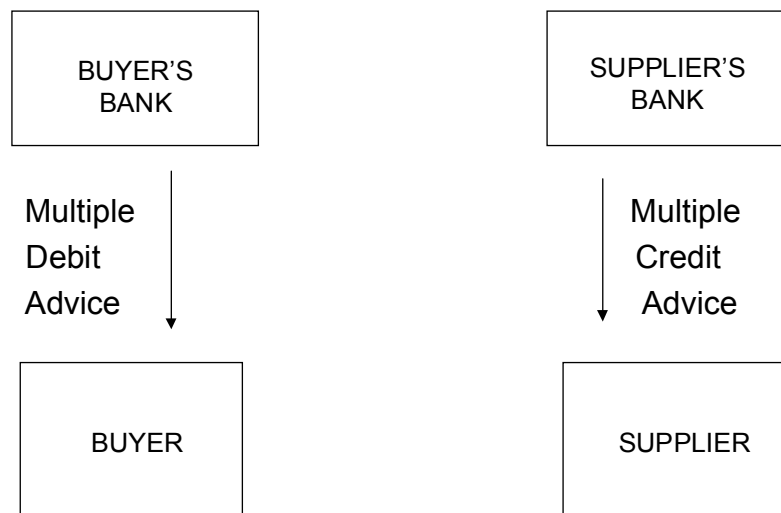 BUYER’S
BANK
SUPPLIER’S
BANK
Multiple
Debit
Advice
Multiple
Credit
Advice
BUYER
SUPPLIER